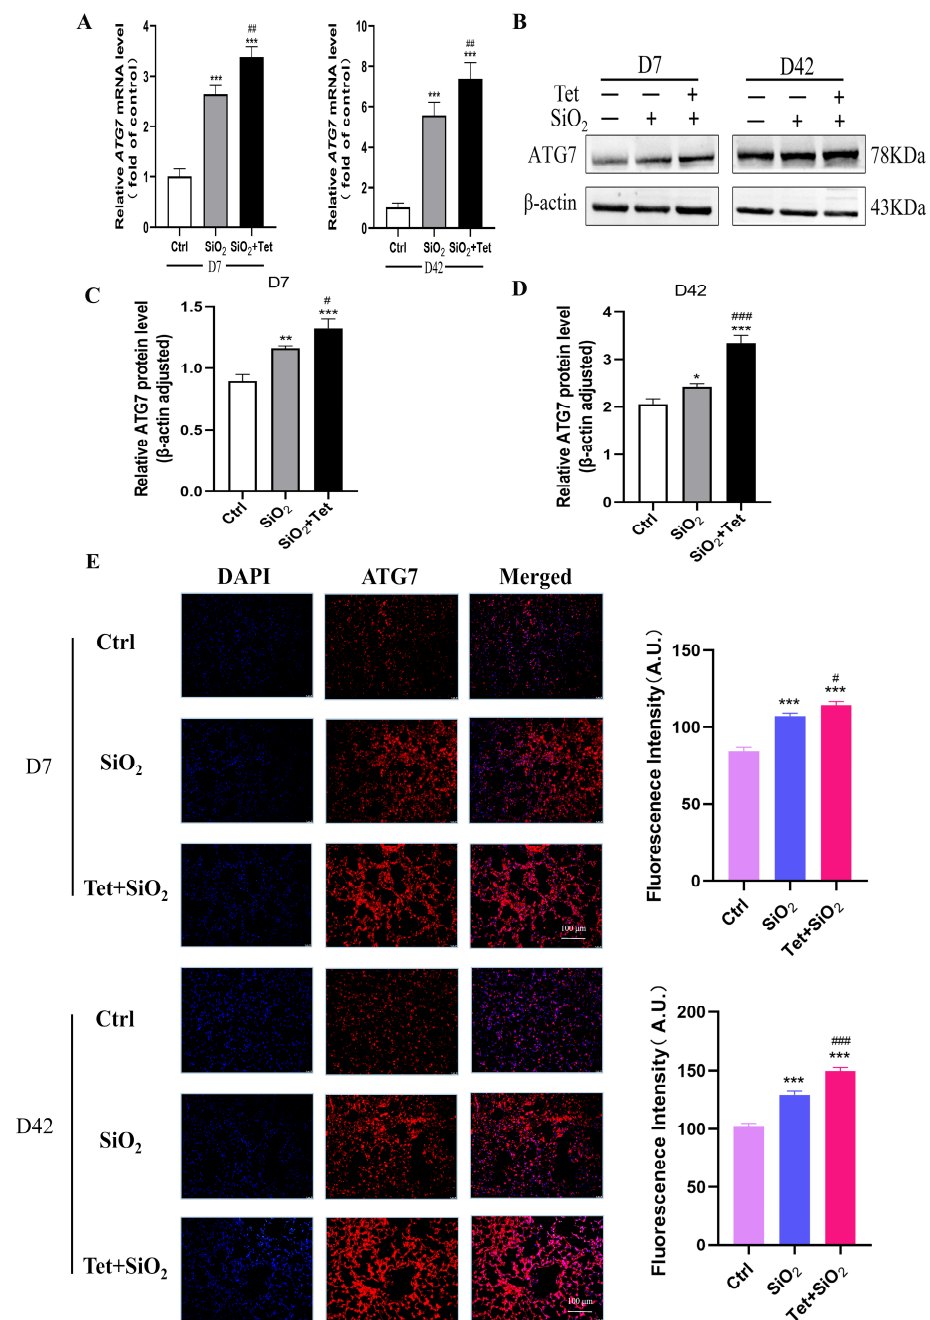 A
Relative ATG7 mRNA level
( fold of control)
4
3
2
1
0
***
##
***
Ctrl SiO2 SiO2+Tet
D7
Relative ATG7 mRNA level
( fold of control)
10
8
6
4
2
0
***
##
***
Ctrl SiO2 SiO2+Tet
D42
B
D7 D42
Tet + +
SiO2 — + + — + +
ATG7 78KDa
β-actin 43KDa
C
D7
Relative ATG7 protein level
(β-actin adjusted)
1.5
1.0
0.5
0.0
**
#
***
Ctrl
SiO2
SiO2+Tet
D
D42
Relative ATG7 protein level
(β-actin adjusted)
4
3
2
1
0
*
###
***
Ctrl
SiO2
SiO2+Tet
E
DAPI ATG7 Merged
D7
Ctrl
SiO2
Tet+SiO2
100 μm
D42
Ctrl
SiO2
Tet+SiO2
100 μm
Fluorescenece Intensity(A.U.)
150
100
50
0
***
#
***
Ctrl
SiO2
Tet+SiO2
Fluorescenece Intensity( A.U.)
200
150
100
50
0
***
###
***
Ctrl
SiO2
Tet+SiO2